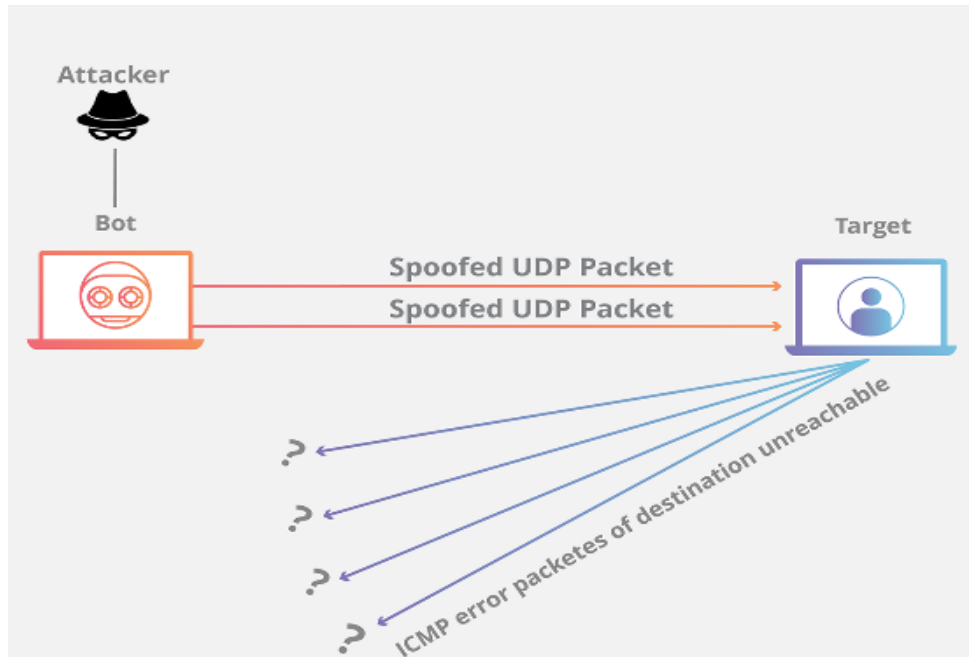 Attacker
Bot
Target
Spoofed UDP Packet
Spoofed UDP Packet
?
?
?
?
ICMP error packetes of destination unreachable